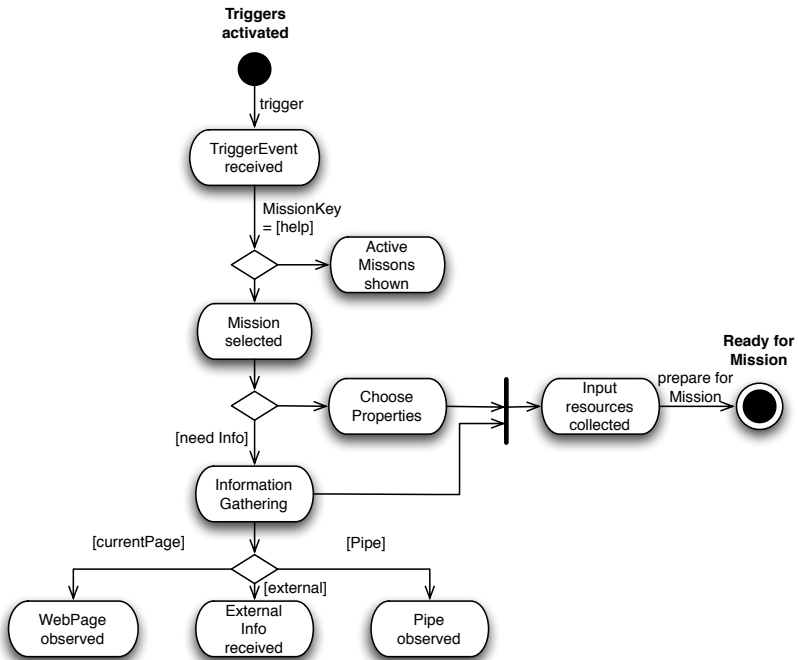 Triggers
activated
trigger
TriggerEvent
received
MissionKey
= [help]
Active
Missons
shown
Mission
selected
Ready for
Mission
Choose
Properties
Input
resources
collected
prepare for
Mission
[need Info]
Information
Gathering
[currentPage]
[Pipe]
[external]
WebPage
observed
External
Info
received
Pipe
observed